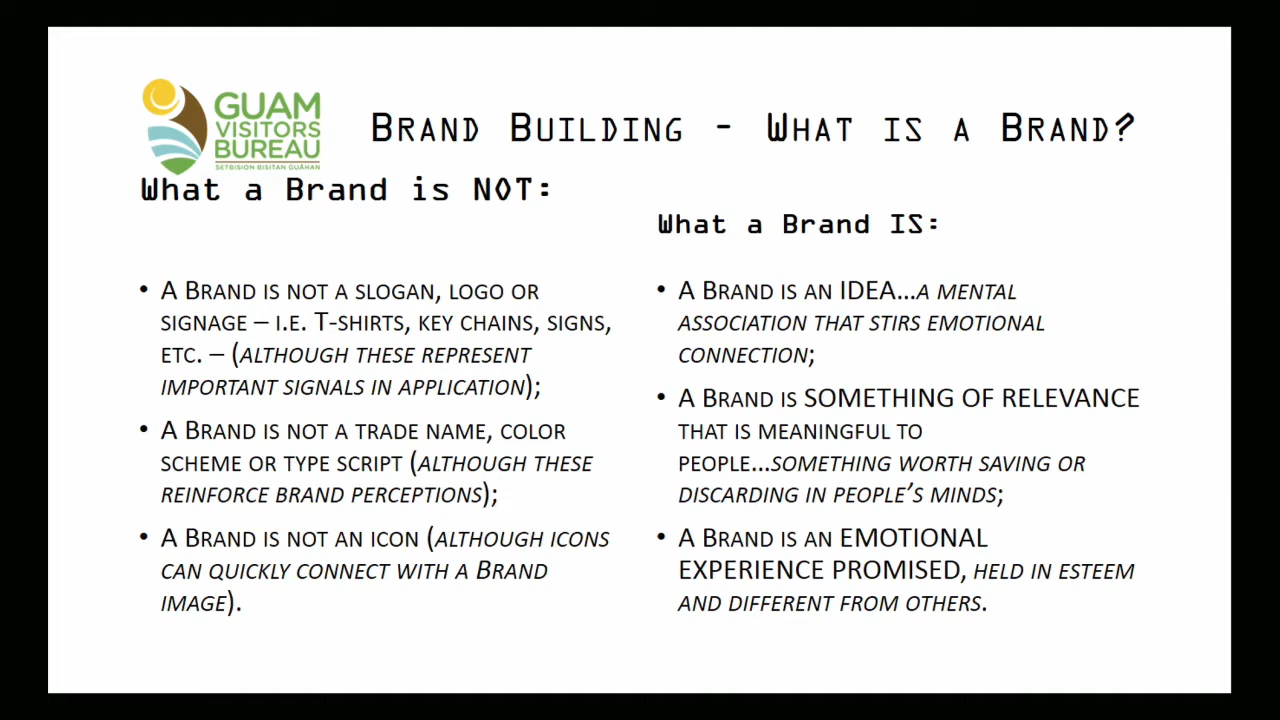 GUAM
VISITORS
BUREAU
SETBISION BISITAN GUÅHAN
Brand Building - What is a Brand?
What a Brand is NOT:
• A Brand is not a slogan, logo or
signage – i.e. T-shirts, key chains, signs,
etc. – (although these represent
important signals in application);
• A Brand is not a trade name, color
scheme or type script (although these
reinforce brand perceptions);
• A Brand is not an icon (although icons
can quickly connect with a Brand
image).
What a Brand IS:
• A Brand is an IDEA…a mental
association that stirs emotional
connection;
• A Brand is SOMETHING OF RELEVANCE
that is meaningful to
people…something worth saving or
discarding in people’s minds;
• A Brand is an EMOTIONAL
EXPERIENCE PROMISED, held in esteem
and different from others.